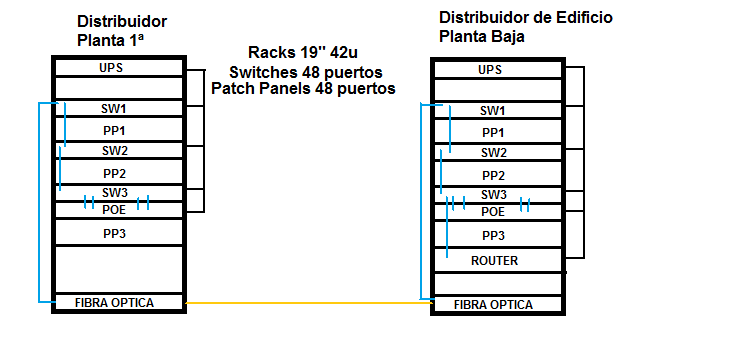 Distribuidor
Planta 1ª
Racks 19" 42u
Switches 48 puertos
Patch Panels 48 puertos
Distribuidor de Edificio
Planta Baja
UPS
SW1
PP1
SW2
PP2
SW3
POE
PP3
FIBRA OPTICA
UPS
SW1
PP1
SW2
PP2
SW3
POE
PP3
ROUTER
FIBRA OPTICA